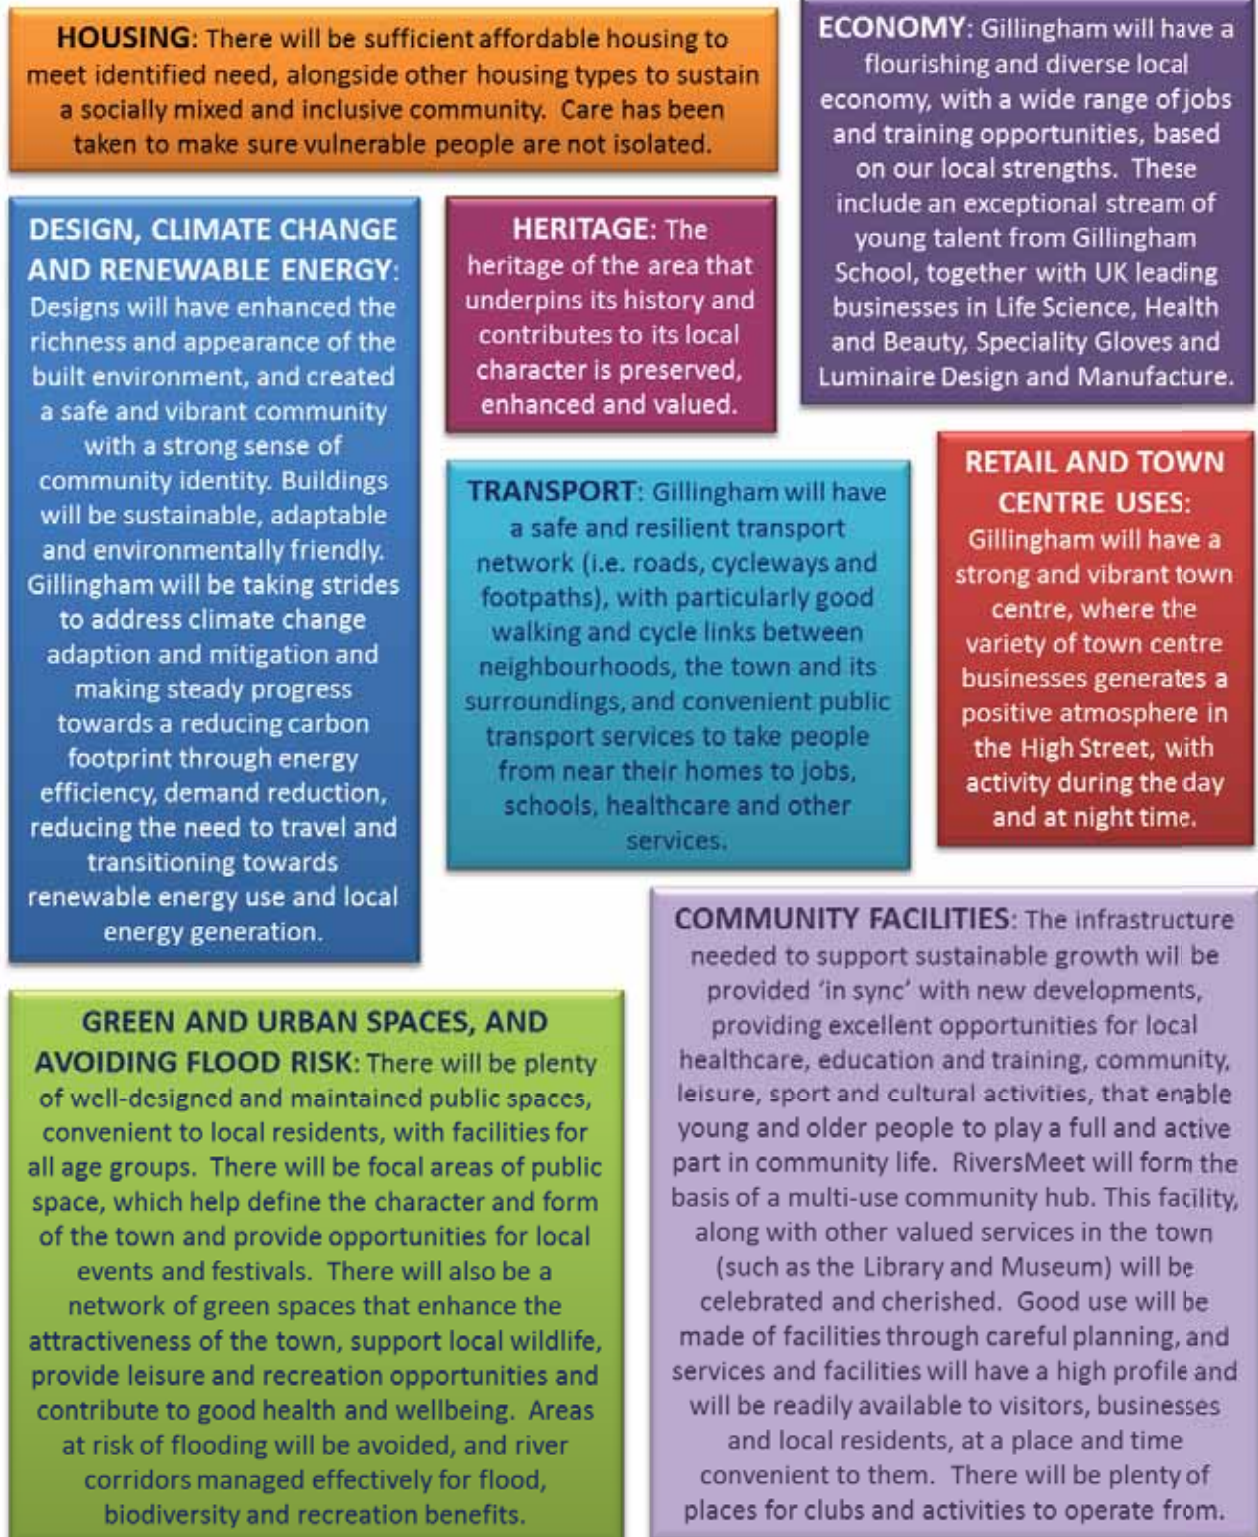 HOUSING: There will be sufficient affordable housing to
meet identified need, alongside other housing types to sustain
a socially mixed and inclusive community.  Care has been
taken to make sure vulnerable people are not isolated.
ECONOMY: Gillingham will have a
flourishing and diverse local
economy, with a wide range of jobs
and training opportunities, based
on our local strengths.  These
include an exceptional stream of
young talent from Gillingham
School, together with UK leading
businesses in Life Science, Health
and Beauty, Speciality Gloves and
Luminaire Design and Manufacture.
DESIGN, CLIMATE CHANGE
AND RENEWABLE ENERGY:
Designs will have enhanced the
richness and appearance of the
built environment, and created
a safe and vibrant community
with a strong sense of
community identity. Buildings
will be sustainable, adaptable
and environmentally friendly.
Gillingham will be taking strides
to address climate change
adaption and mitigation and
making steady progress
towards a reducing carbon
footprint through energy
efficiency, demand reduction,
reducing the need to travel and
transitioning towards
renewable energy use and local
energy generation.
HERITAGE: The
heritage of the area that
underpins its history and
contributes to its local
character is preserved,
enhanced and valued.
TRANSPORT: Gillingham will have
a safe and resilient transport
network (i.e. roads, cycleways and
footpaths), with particularly good
walking and cycle links between
neighbourhoods, the town and its
surroundings, and convenient public
transport services to take people
from near their homes to jobs,
schools, healthcare and other
services.
RETAIL AND TOWN
CENTRE USES:
Gillingham will have a
strong and vibrant town
centre, where the
variety of town centre
businesses generates a
positive atmosphere in
the High Street, with
activity during the day
and at night time.
GREEN AND URBAN SPACES, AND
AVOIDING FLOOD RISK: There will be plenty
of well-designed and maintained public spaces,
convenient to local residents, with facilities for
all age groups.  There will be focal areas of public
space, which help define the character and form
of the town and provide opportunities for local
events and festivals.  There will also be a
network of green spaces that enhance the
attractiveness of the town, support local wildlife,
provide leisure and recreation opportunities and
contribute to good health and wellbeing.  Areas
at risk of flooding will be avoided, and river
corridors managed effectively for flood,
biodiversity and recreation benefits.
COMMUNITY FACILITIES: The infrastructure
needed to support sustainable growth will be
provided 'in sync' with new developments,
providing excellent opportunities for local
healthcare, education and training, community,
leisure, sport and cultural activities, that enable
young and older people to play a full and active
part in community life.  RiversMeet will form the
basis of a multi-use community hub. This facility,
along with other valued services in the town
(such as the Library and Museum) will be
celebrated and cherished.  Good use will be
made of facilities through careful planning, and
services and facilities will have a high profile and
will be readily available to visitors, businesses
and local residents, at a place and time
convenient to them.  There will be plenty of
places for clubs and activities to operate from.